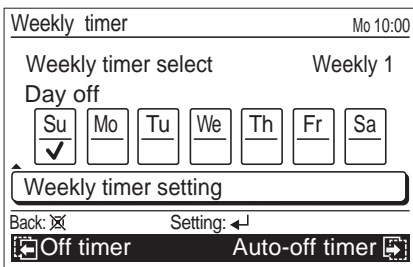 Weekly timer Mo 10:00
Weekly timer select Weekly 1
Day off
Su Mo Tu We Th Fr Sa
Weekly timer setting
Back: Setting:
Off timer Auto-off timer